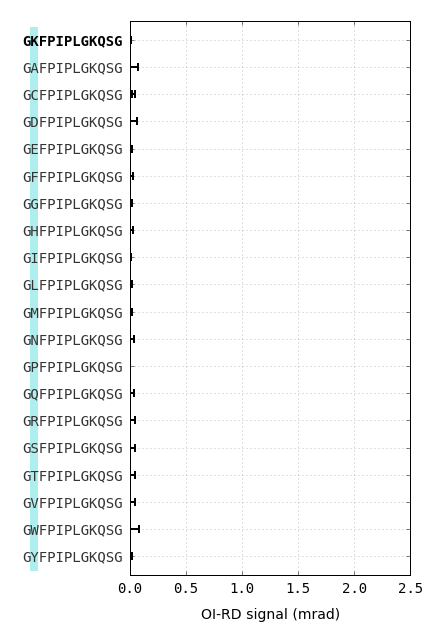 GKFPIPLGKQSG
GAFPIPLGKQSG
GCFPIPLGKQSG
GDFPIPLGKQSG
GEFPIPLGKQSG
GFFPIPLGKQSG
GGFPIPLGKQSG
GHFPIPLGKQSG
GIFPIPLGKQSG
GLFPIPLGKQSG
GMFPIPLGKQSG
GNFPIPLGKQSG
GPFPIPLGKQSG
GQFPIPLGKQSG
GRFPIPLGKQSG
GSFPIPLGKQSG
GTFPIPLGKQSG
GVFPIPLGKQSG
GWFPIPLGKQSG
GYFPIPLGKQSG
0.0 0.5 1.0 1.5 2.0 2.5
OI-RD signal (mrad)